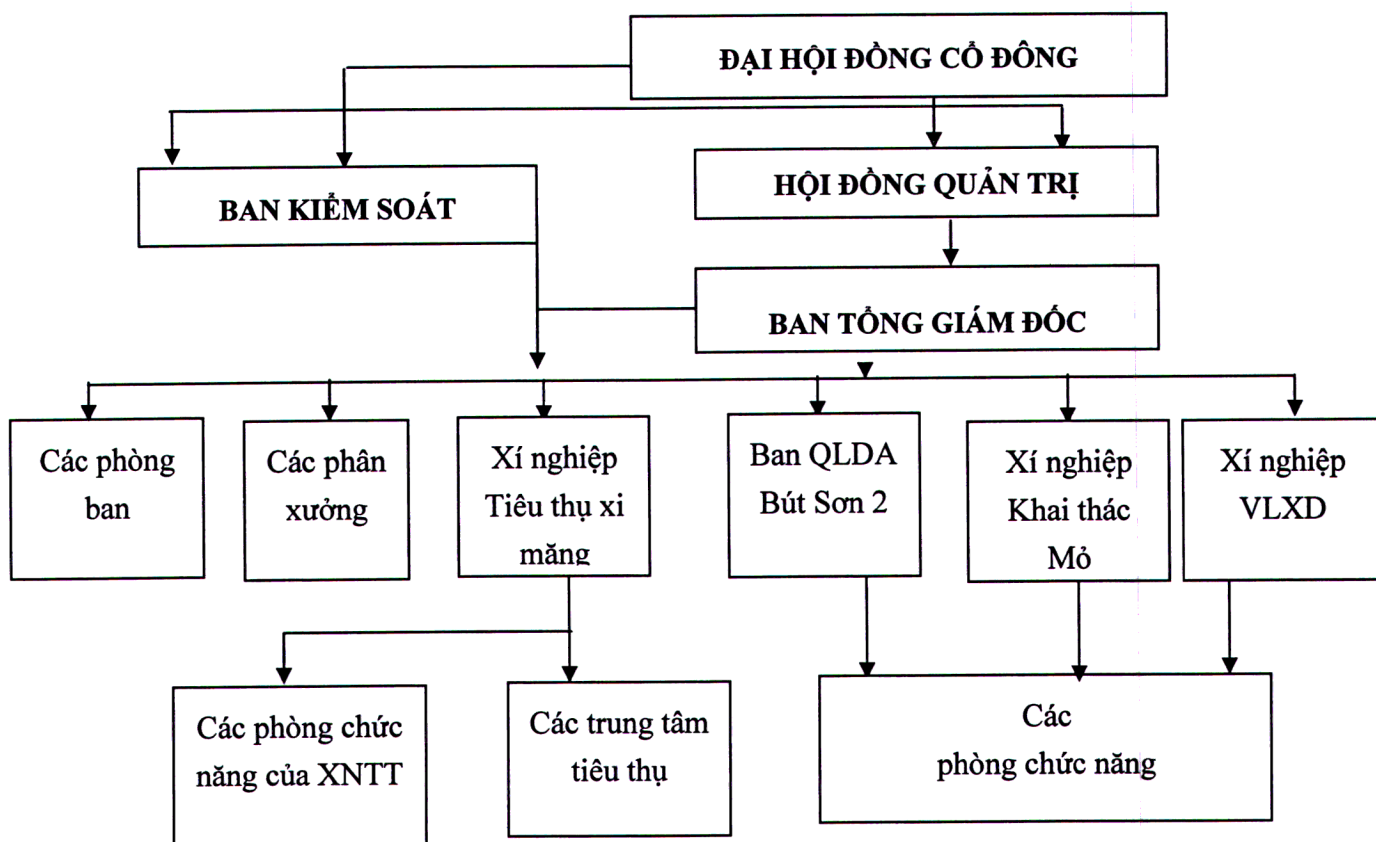 ĐẠI HỘI ĐỒNG CỔ ĐÔNG
HỘI ĐỒNG QUẢN TRỊ
BAN KIỂM SOÁT
BAN TỔNG GIÁM ĐỐC
Các phòng
ban
Các phân
xưởng
Xí nghiệp
Tiêu thụ xi
măng
Ban QLDA
Bút Sơn 2
Xí nghiệp
Khai thác
Mỏ
Xí nghiệp
VLXD
Các phòng chức
năng của XNTT
Các trung tâm
tiêu thụ
Các
phòng chức năng